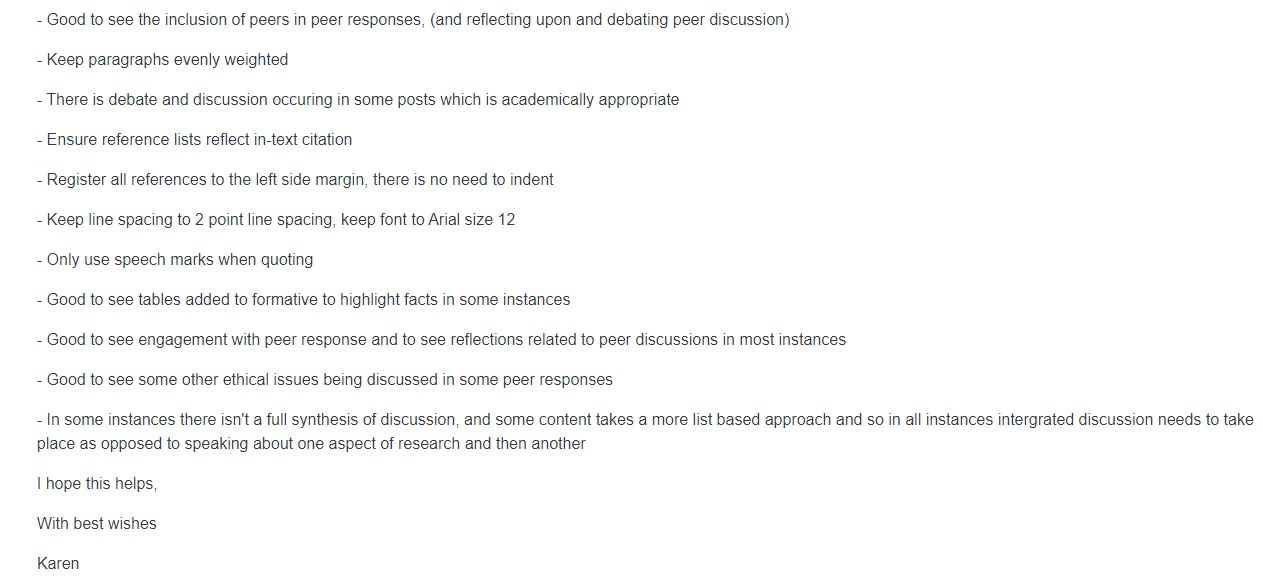 - Good to see the inclusion of peers in peer responses, (and reflecting upon and debating peer discussion)
- Keep paragraphs evenly weighted
- There is debate and discussion occuring in some posts which is academically appropriate
- Ensure reference lists reflect in-text citation
- Register all references to the left side margin, there is no need to indent
- Keep line spacing to 2 point line spacing, keep font to Arial size 12
- Only use speech marks when quoting
- Good to see tables added to formative to highlight facts in some instances
- Good to see engagement with peer response and to see reflections related to peer discussions in most instances
- Good to see some other ethical issues being discussed in some peer responses
- In some instances there isn't a full synthesis of discussion, and some content takes a more list based approach and so in all instances intergrated discussion needs to take
place as opposed to speaking about one aspect of research and then another
I hope this helps,
With best wishes
Karen